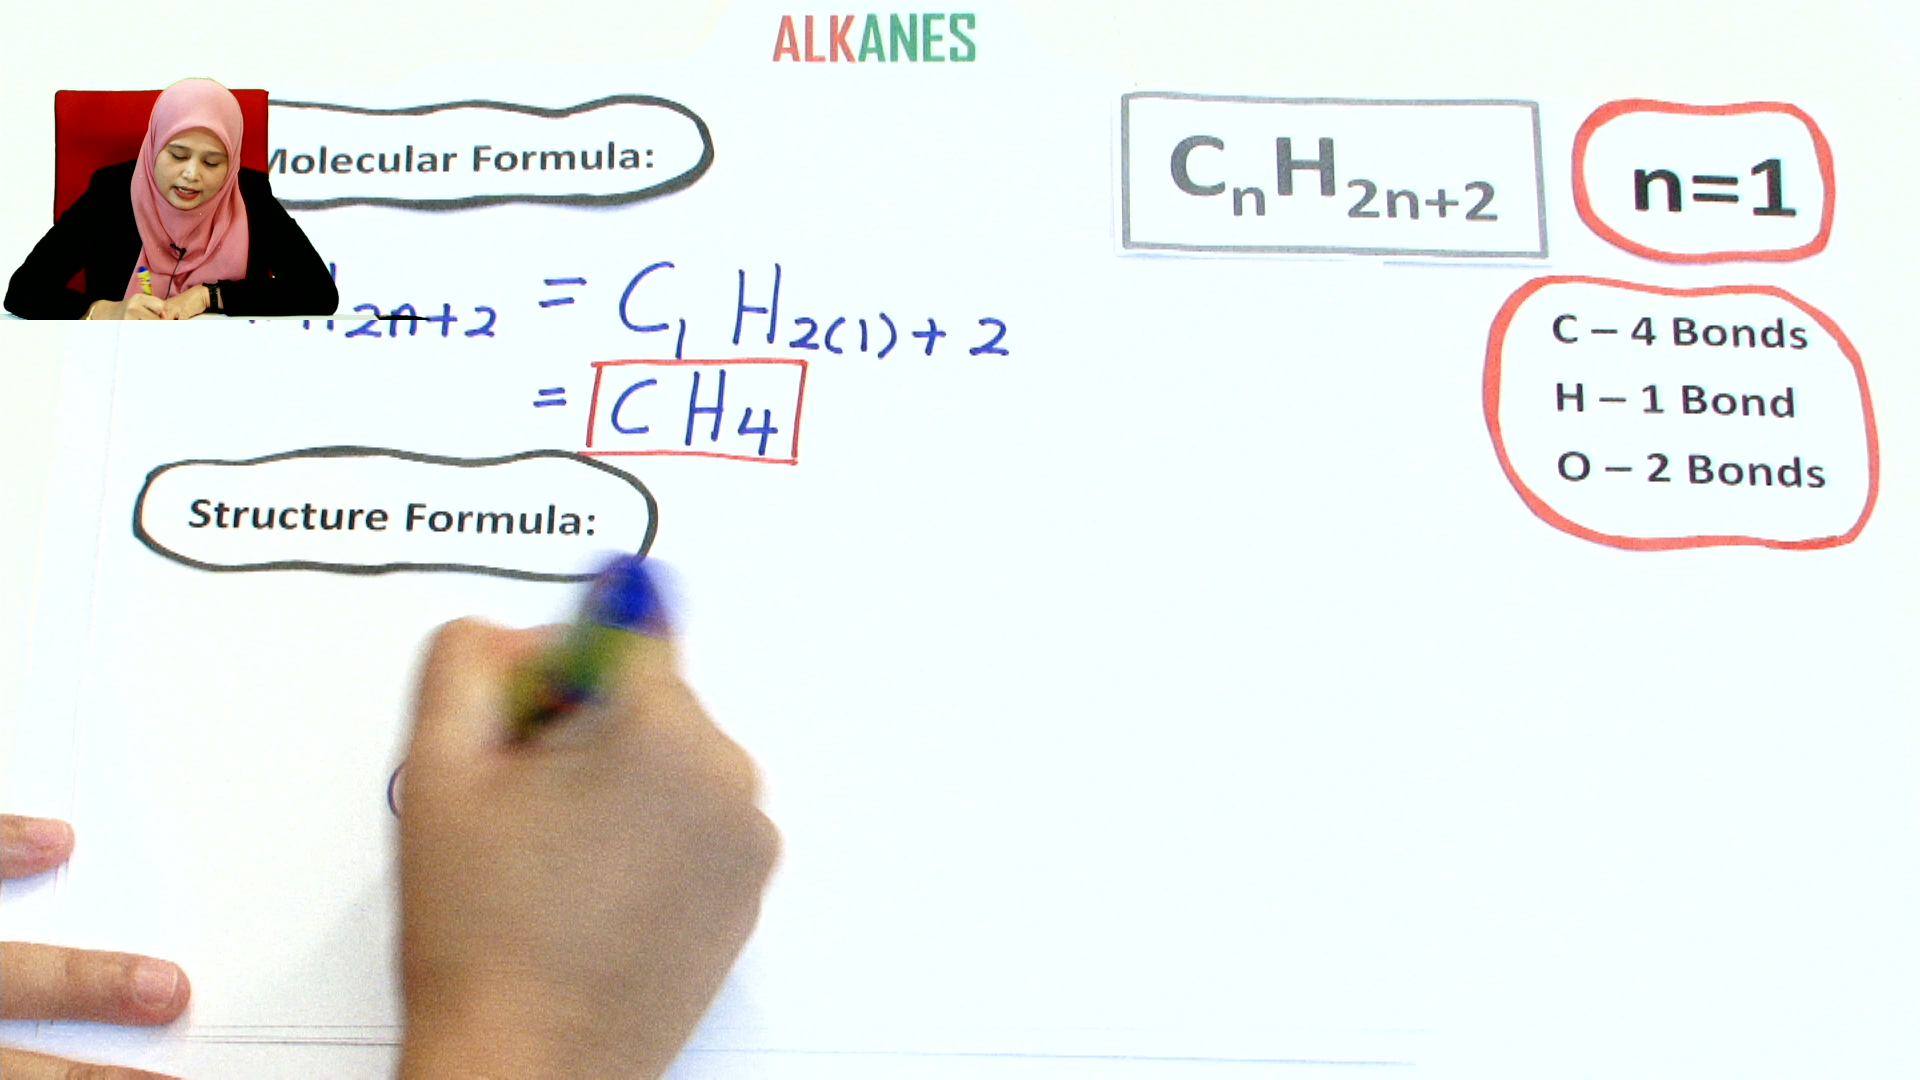 ALKANES
Molecular Formula:
CₙH₂ₙ₊₂
n=1
2n+2 = C₁ H₂₍₁₎₊ ₂
= CH₄
C – 4 Bonds
H – 1 Bond
O – 2 Bonds
Structure Formula: